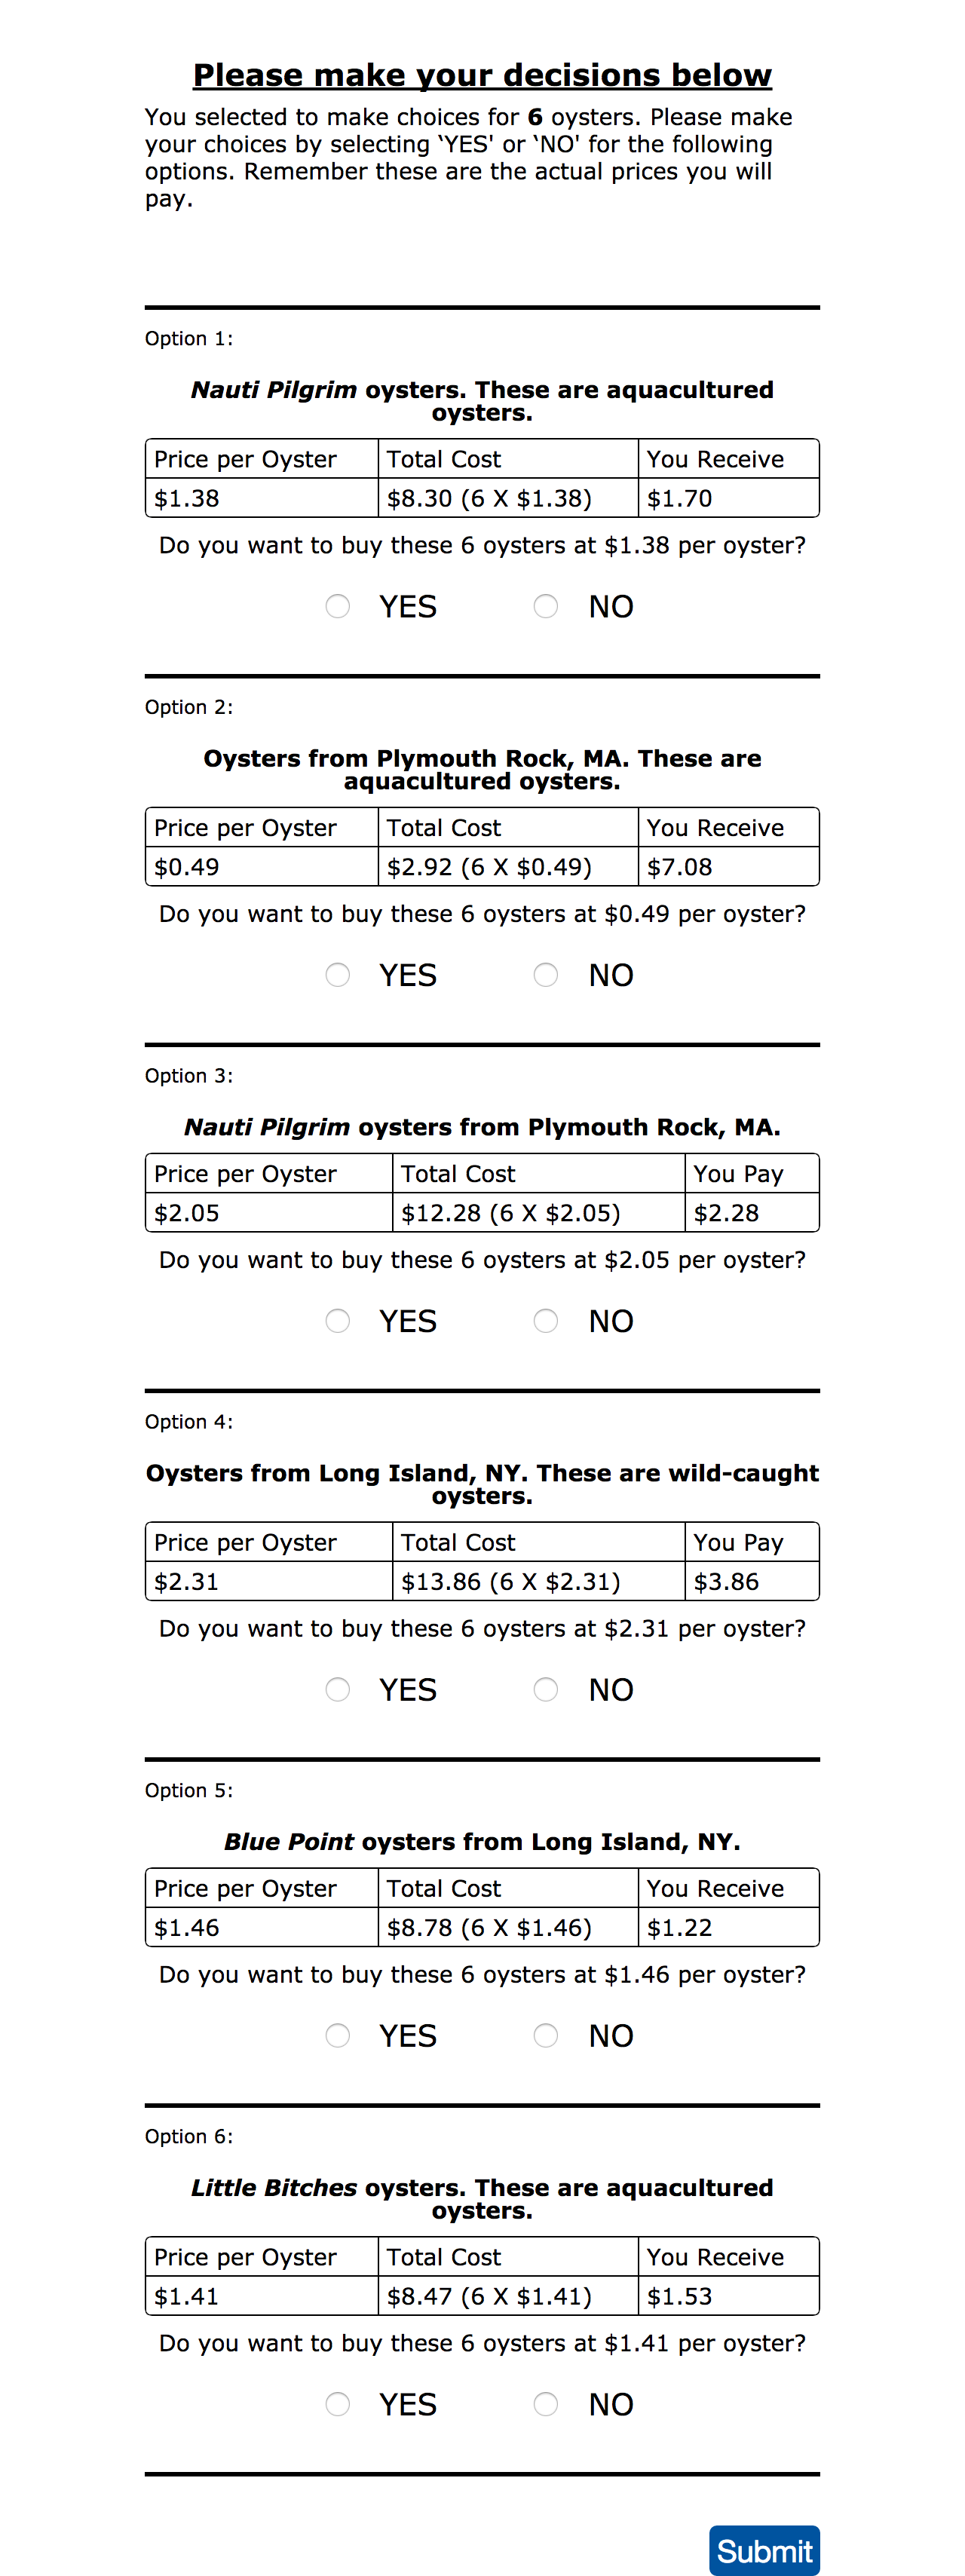 Please make your decisions below
You selected to make choices for 6 oysters. Please make
your choices by selecting ‘YES' or ‘NO' for the following
options. Remember these are the actual prices you will
pay.
Option 1:
Nauti Pilgrim oysters. These are aquacultured
oysters.
Price per Oyster Total Cost You Receive
$1.38 $8.30 (6 X $1.38) $1.70
Do you want to buy these 6 oysters at $1.38 per oyster?
YES NO
Option 2:
Oysters from Plymouth Rock, MA. These are
aquacultured oysters.
Price per Oyster Total Cost You Receive
$0.49 $2.92 (6 X $0.49) $7.08
Do you want to buy these 6 oysters at $0.49 per oyster?
YES NO
Option 3:
Nauti Pilgrim oysters from Plymouth Rock, MA.
Price per Oyster Total Cost You Pay
$2.05 $12.28 (6 X $2.05) $2.28
Do you want to buy these 6 oysters at $2.05 per oyster?
YES NO
Option 4:
Oysters from Long Island, NY. These are wild-caught
oysters.
Price per Oyster Total Cost You Pay
$2.31 $13.86 (6 X $2.31) $3.86
Do you want to buy these 6 oysters at $2.31 per oyster?
YES NO
Option 5:
Blue Point oysters from Long Island, NY.
Price per Oyster Total Cost You Receive
$1.46 $8.78 (6 X $1.46) $1.22
Do you want to buy these 6 oysters at $1.46 per oyster?
YES NO
Option 6:
Little Bitches oysters. These are aquacultured
oysters.
Price per Oyster Total Cost You Receive
$1.41 $8.47 (6 X $1.41) $1.53
Do you want to buy these 6 oysters at $1.41 per oyster?
YES NO
Submit